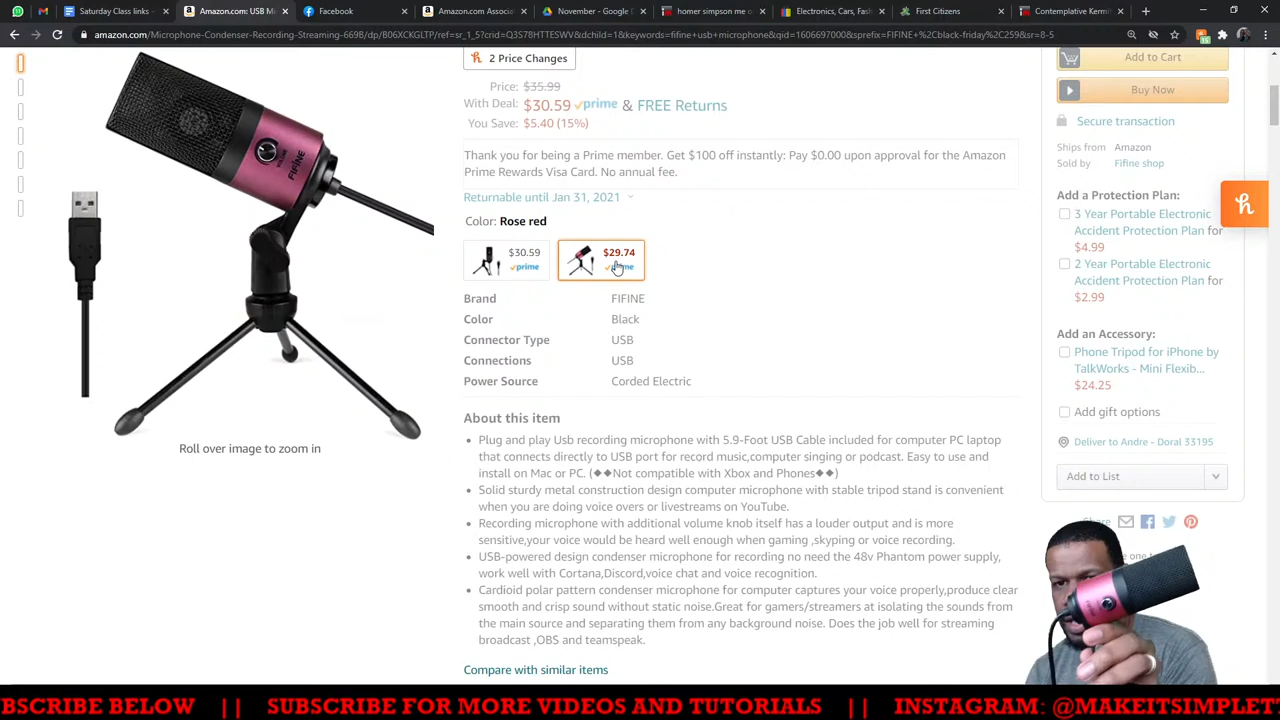 Saturday Class links -
Amazon.com: USB Mi
Facebook
Amazon.com Associat
November - Google D
homer simpson me o
Electronics, Cars, Fash
First Citizens
Contemplative Kermi
amazon.com/Microphone-Condenser-Recording-Streaming-669B/dp/B06XCKGLTP/ref=sr_1_5?crid=Q3S78HTTESWV&dchild=1&keywords=fifine+usb+microphone&qid=1606697000&refinements=
2 Price Changes
Price: $35.99
With Deal: $30.59 prime & FREE Returns
You Save: $5.40 (15%)
Thank you for being a Prime member. Get $100 off instantly: Pay $0.00 upon approval for the Amazon
Prime Rewards Visa Card. No annual fee.
Returnable until Jan 31, 2021
Color: Rose red
$30.59
prime
$29.74
prime
Brand FIFINE
Color Black
Connector Type USB
Connections USB
Power Source Corded Electric
About this item
Plug and play Usb recording microphone with 5.9-Foot USB Cable included for computer PC laptop
that connects directly to USB port for record music,computer singing or podcast. Easy to use and
install on Mac or PC. (◆◆Not compatible with Xbox and Phones◆◆)
Solid sturdy metal construction design computer microphone with stable tripod stand is convenient
when you are doing voice overs or livestreams on YouTube.
Recording microphone with additional volume knob itself has a louder output and is more
sensitive,your voice would be heard well enough when gaming ,skyping or voice recording.
USB-powered design condenser microphone for recording no need the 48v Phantom power supply,
work well with Cortana,Discord,voice chat and voice recognition.
Cardioid polar pattern condenser microphone for computer captures your voice properly,produce clear
smooth and crisp sound without static noise.Great for gamers/streamers at isolating the sounds from
the main source and separating them from any background noise. Does the job well for streaming
broadcast ,OBS and teamspeak.
Compare with similar items
FIFINE
VOLUME
Roll over image to zoom in
Add to Cart
Buy Now
Secure transaction
Ships from Amazon
Sold by Fifine shop
Add a Protection Plan:
3 Year Portable Electronic
Accident Protection Plan for
$4.99
2 Year Portable Electronic
Accident Protection Plan for
$2.99
Add an Accessory:
Phone Tripod for iPhone by
TalkWorks - Mini Flexib...
$24.25
Add gift options
Deliver to Andre - Doral 33195
Add to List
Share
BSCRIBE BELOW || SUBSCRIBE FOR MORE VIDEOS AND TUTORIALS || INSTAGRAM: @MAKEITSIMPLET